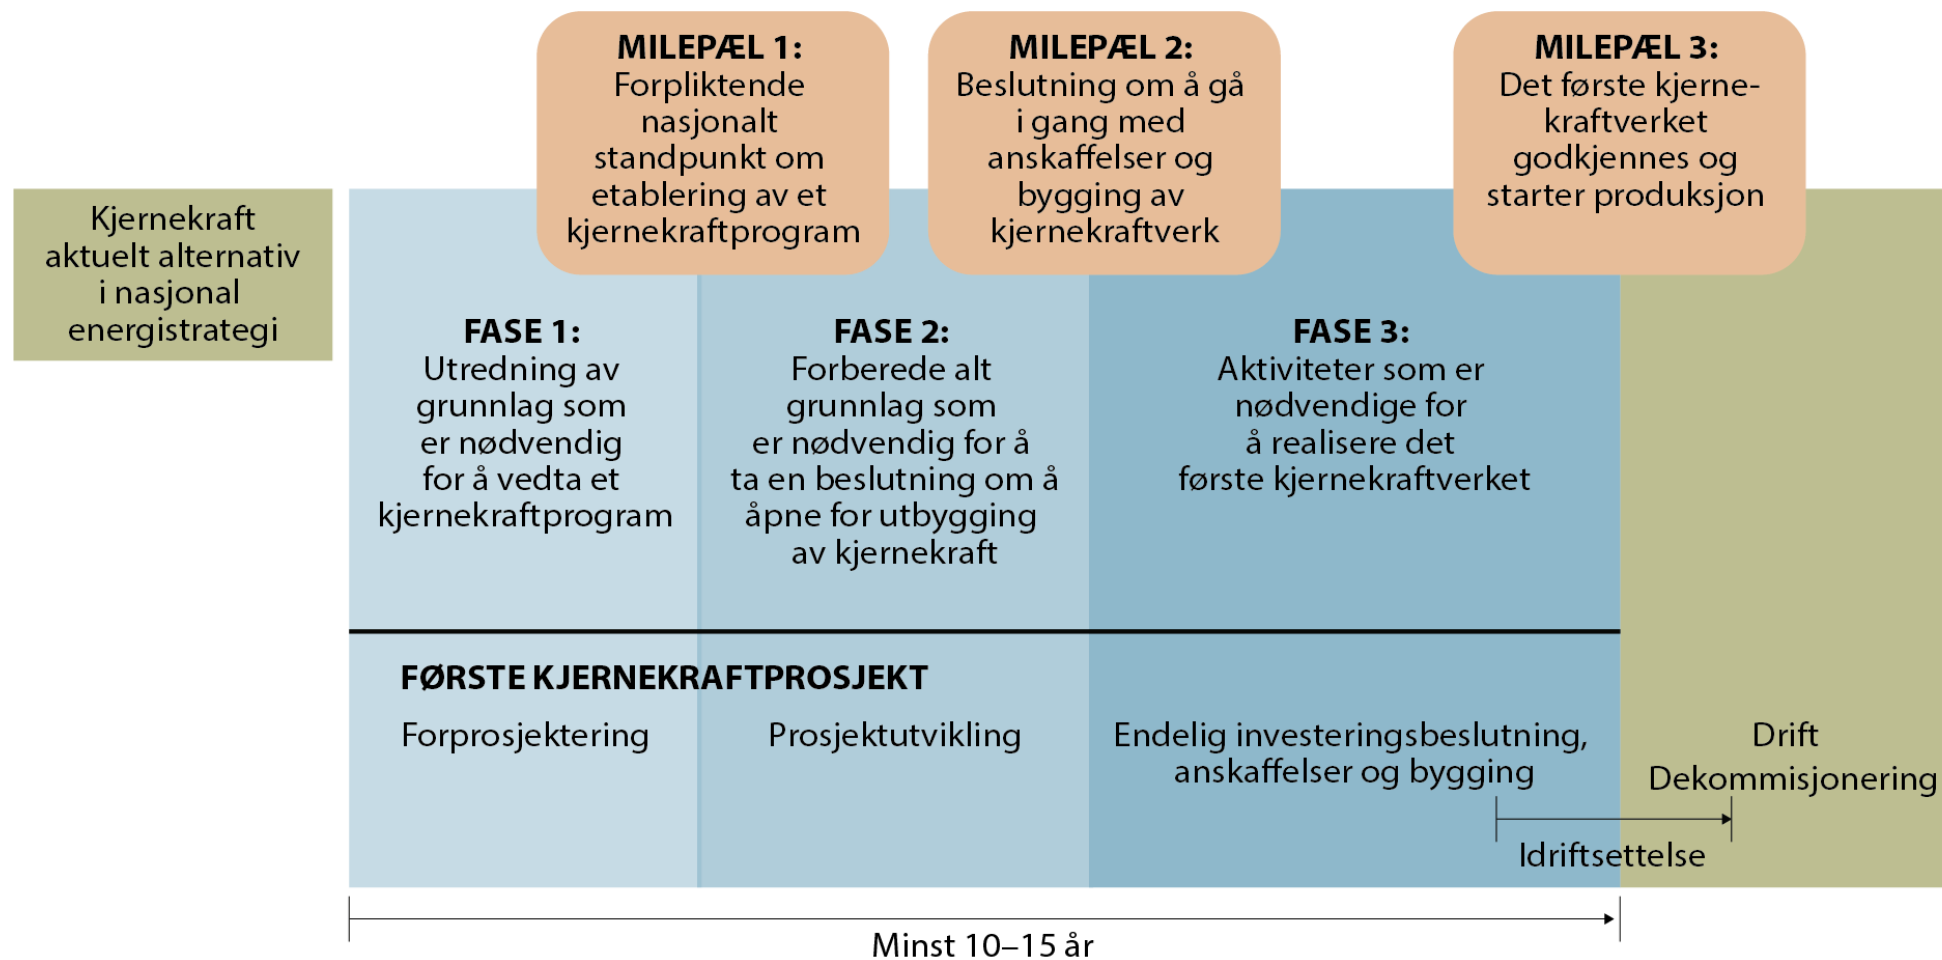 MILEPÆL 1:
Forpliktende
nasjonalt
standpunkt om
etablering av et
kjernekraftprogram
MILEPÆL 2:
Beslutning om å gå
i gang med
anskaffelser og
bygging av
kjernekraftverk
MILEPÆL 3:
Det første kjerne-
kraftverket
godkjennes og
starter produksjon
Kjernekraft
aktuelt alternativ
i nasjonal
energistrategi
FASE 1:
Utredning av
grunnlag som
er nødvendig
for å vedta et
kjernekraftprogram
FASE 2:
Forberede alt
grunnlag som
er nødvendig for å
ta en beslutning om å
åpne for utbygging
av kjernekraft
FASE 3:
Aktiviteter som er
nødvendige for
å realisere det
første kjernekraftverket
FØRSTE KJERNEKRAFTPROSJEKT
Forprosjektering
Prosjektutvikling
Endelig investeringsbeslutning,
anskaffelser og bygging
Drift
Dekommisjonering
Idriftsettelse
Minst 10–15 år